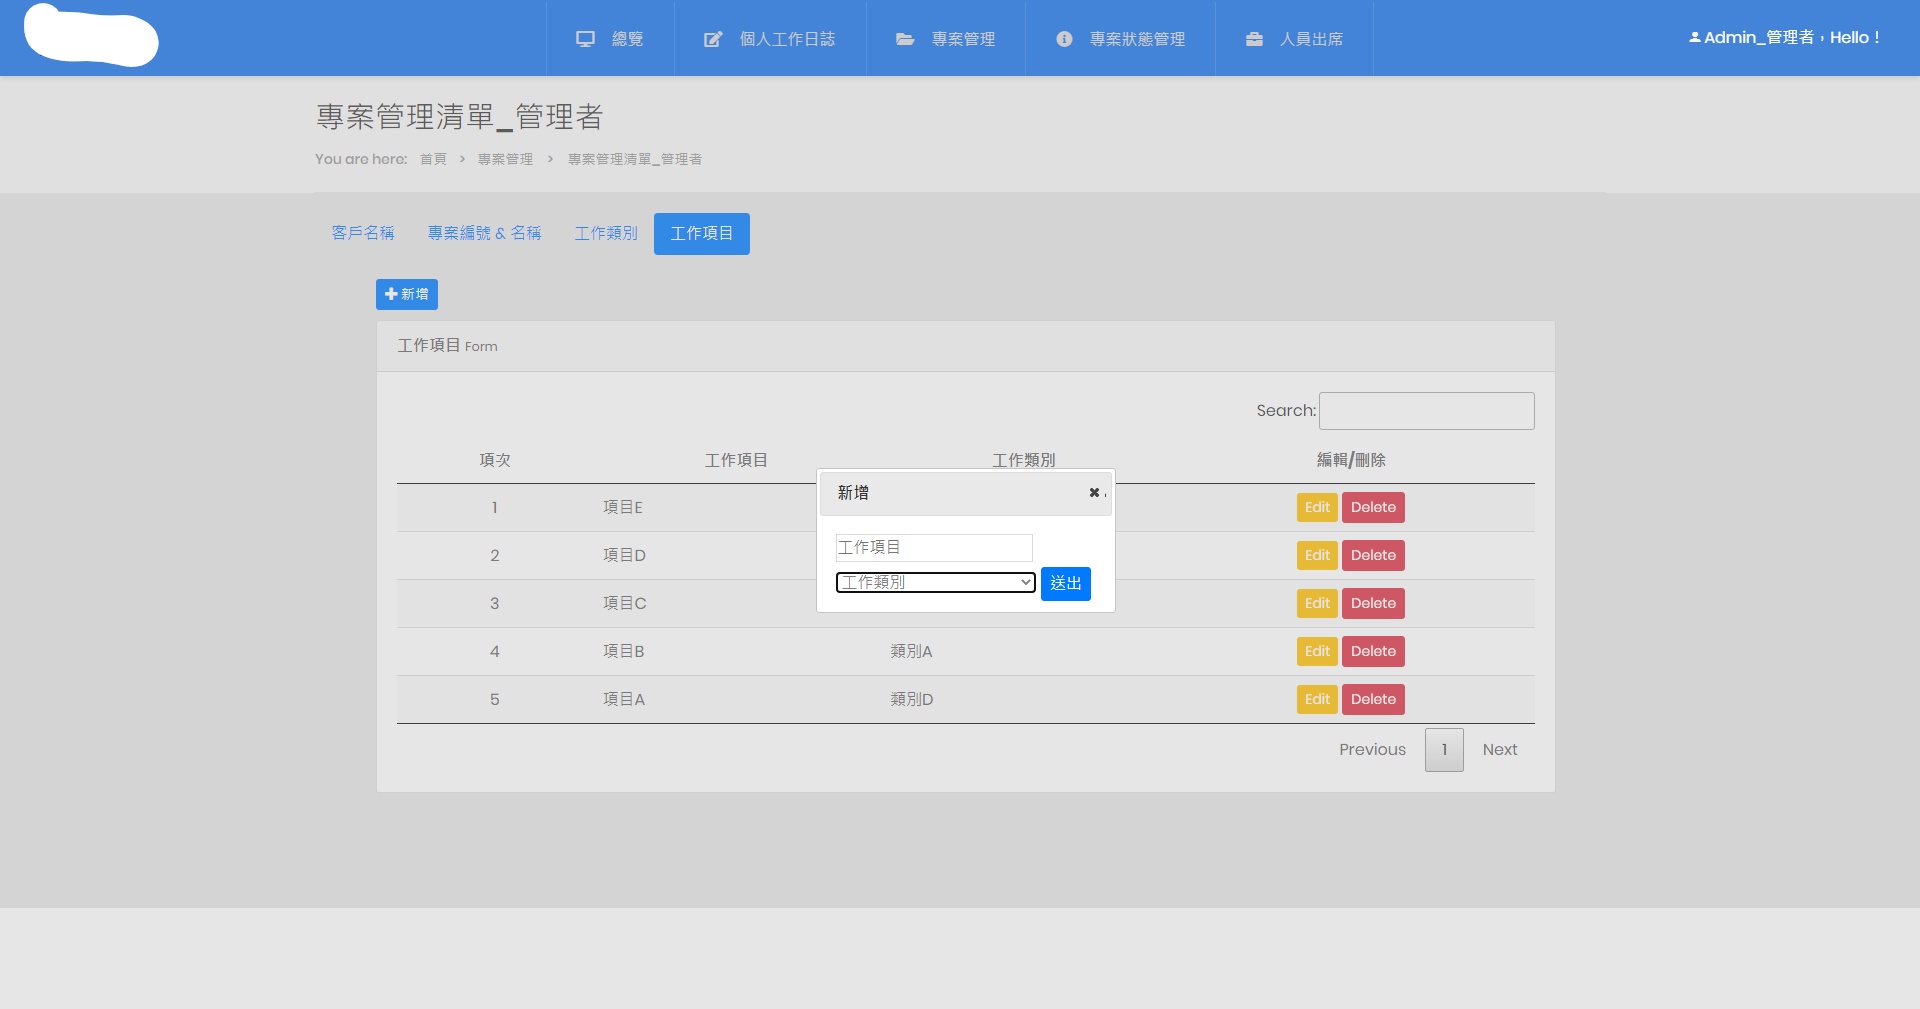 總覽
個人工作日誌
專案管理
專案狀態管理
人員出席
Admin_管理者，Hello！
專案管理清單_管理者
You are here: 首頁 > 專案管理 > 專案管理清單_管理者
客戶名稱
專案編號 & 名稱
工作類別
工作項目
新增
工作項目 Form
Search:
項次 工作項目 工作類別 編輯/刪除
新增
1 項目E Edit Delete
工作項目
2 項目D Edit Delete
工作類別 送出
3 項目C Edit Delete
4 項目B 類別A Edit Delete
5 項目A 類別D Edit Delete
Previous 1 Next